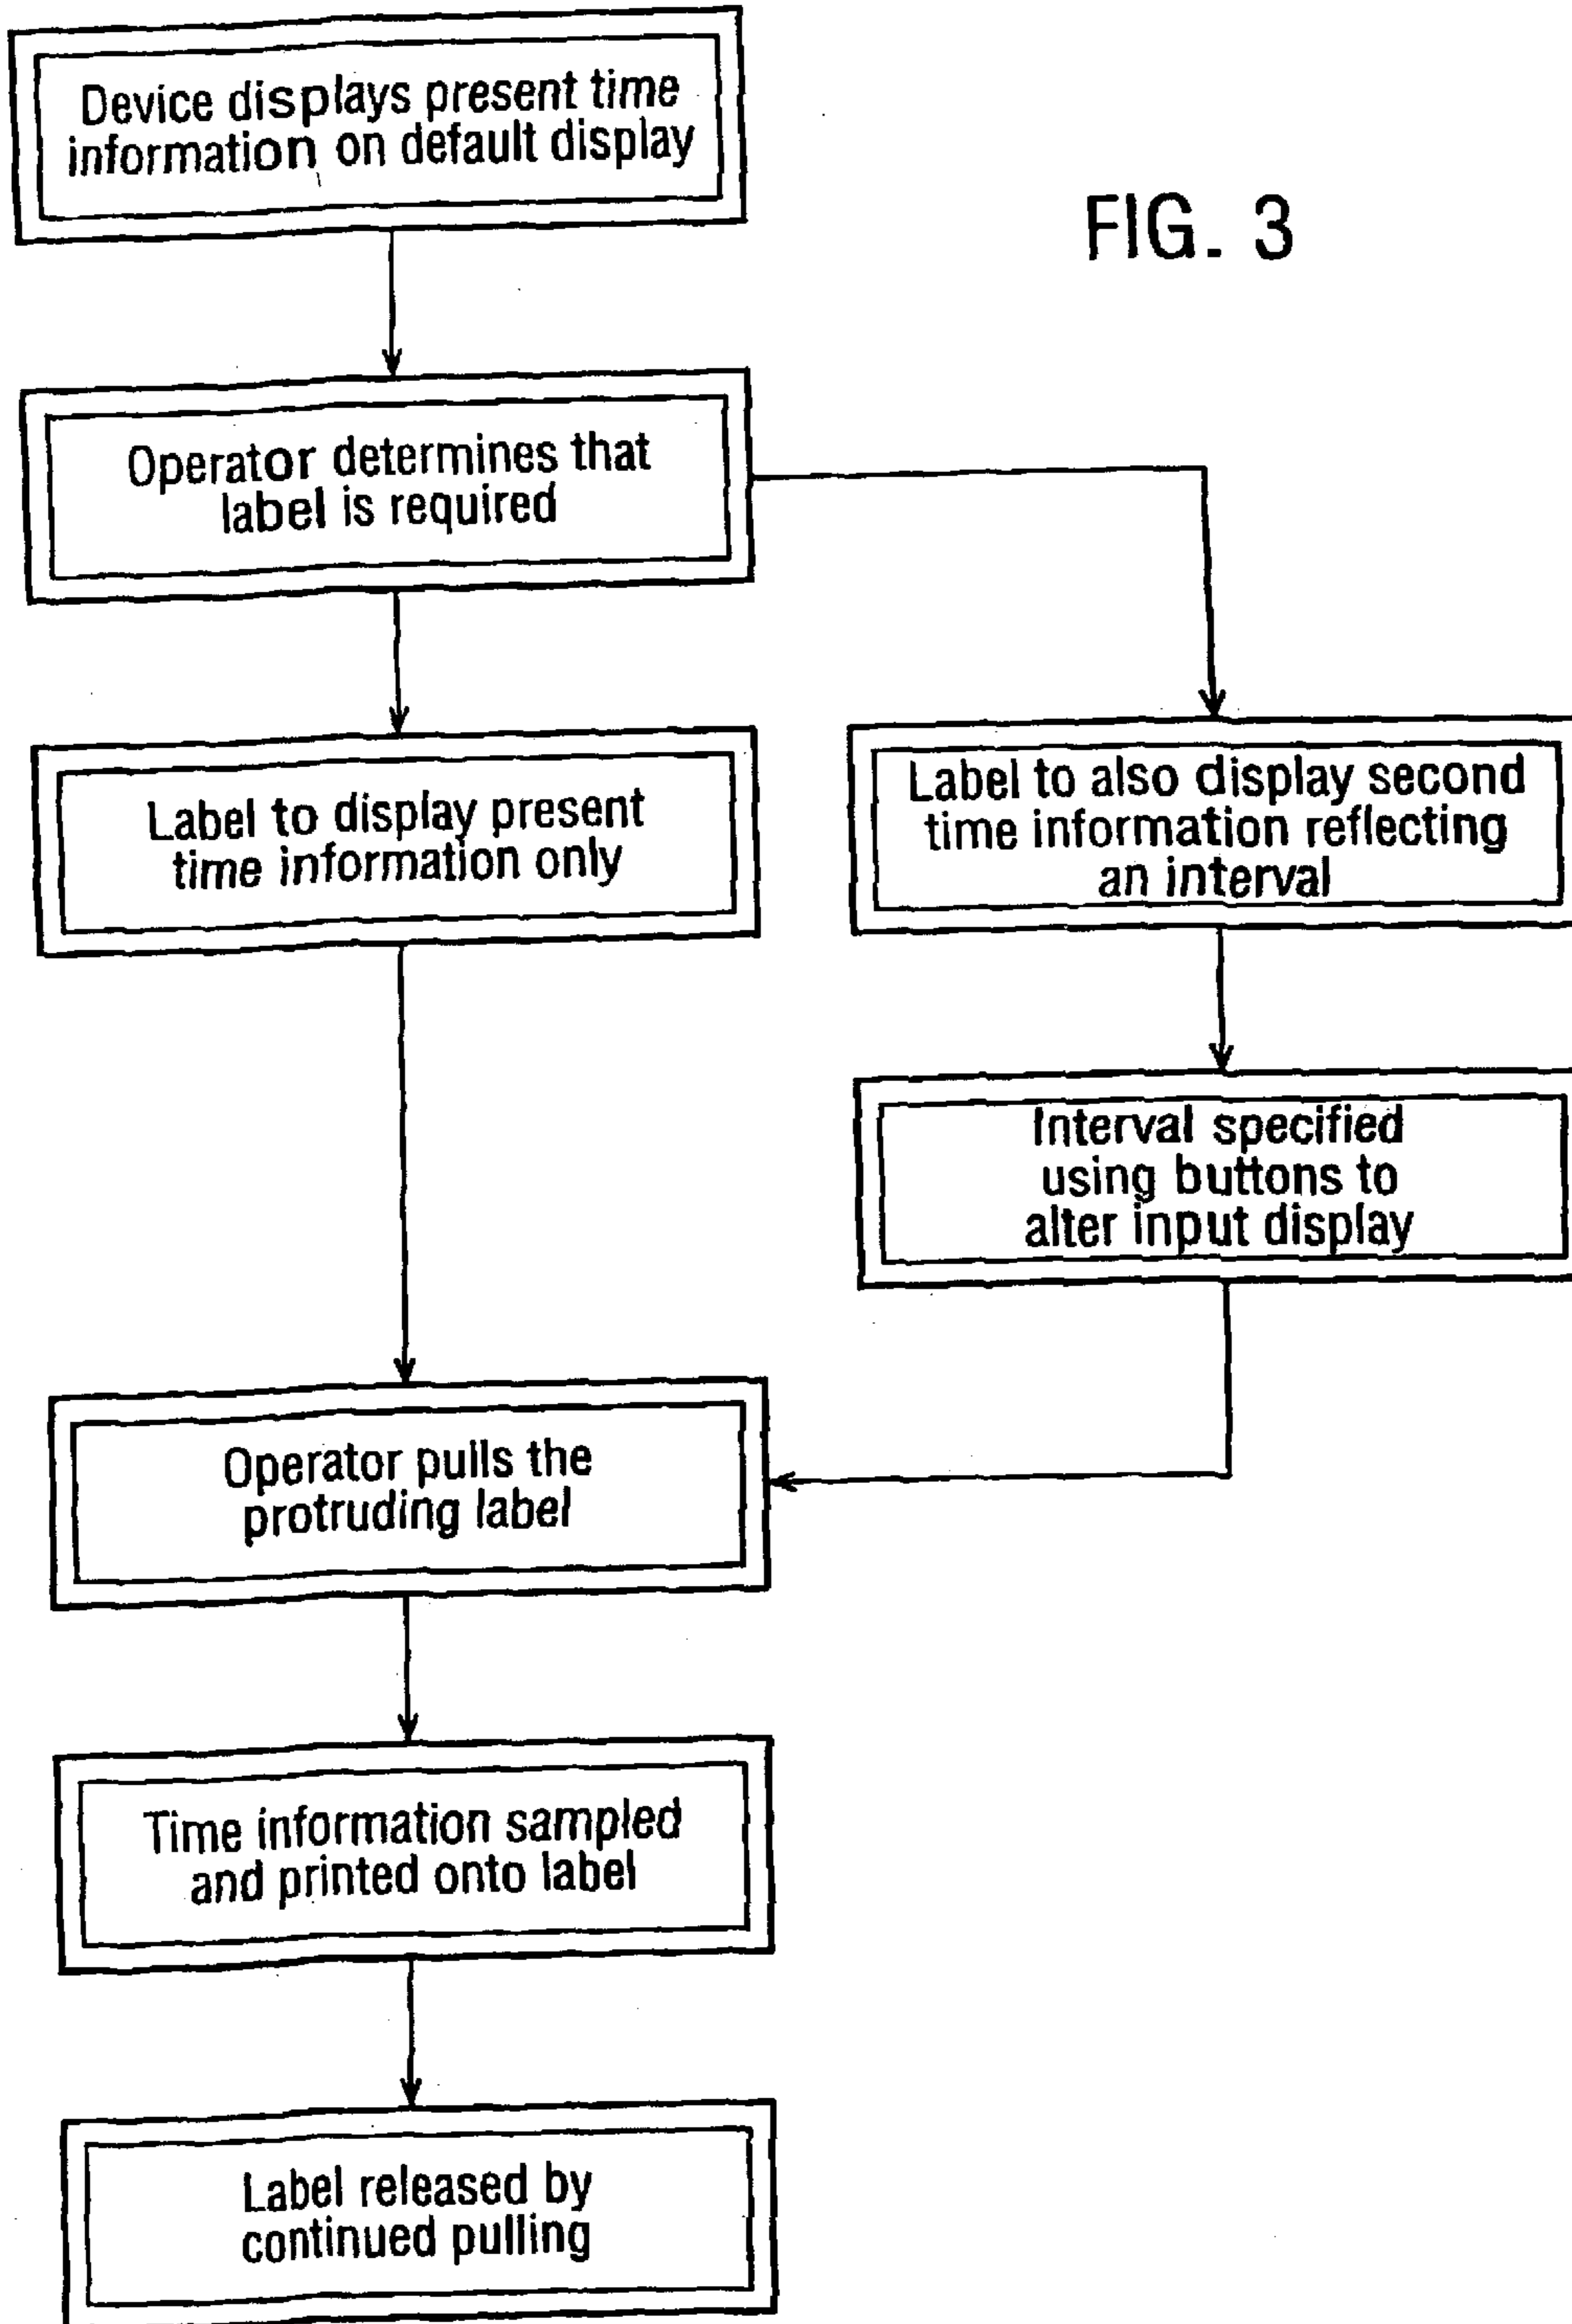 Device displays present time
information on default display
FIG. 3
Operator determines that
label is required
Label to display present
time information only
Label to also display second
time information reflecting
an interval
Interval specified
using buttons to
alter input display
Operator pulls the
protruding label
Time information sampled
and printed onto label
Label released by
continued pulling